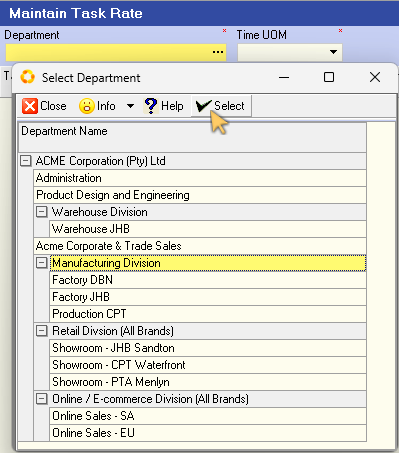 Maintain Task Rate
Department * Time UOM *
...
T
Select Department
Close Info Help Select
Department Name
ACME Corporation (Pty) Ltd
Administration
Product Design and Engineering
Warehouse Division
Warehouse JHB
Acme Corporate & Trade Sales
Manufacturing Division
Factory DBN
Factory JHB
Production CPT
Retail Divsion (All Brands)
Showroom - JHB Sandton
Showroom - CPT Waterfront
Showroom - PTA Menlyn
Online / E-commerce Division (All Brands)
Online Sales - SA
Online Sales - EU